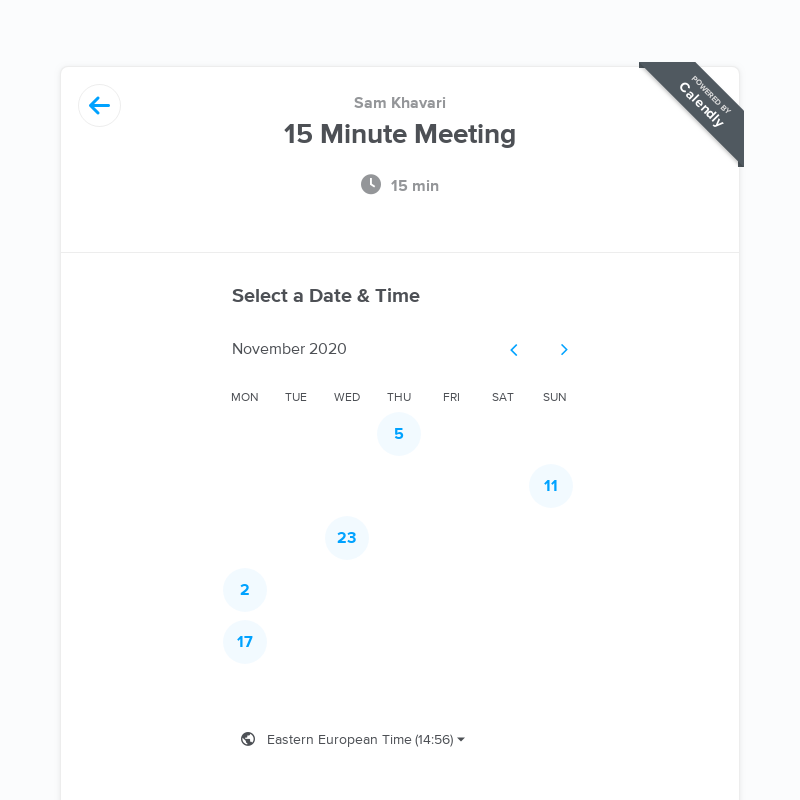 POWERED BY
Calendly
Sam Khavari
15 Minute Meeting
15 min
Select a Date & Time
November 2020
MON TUE WED THU FRI SAT SUN
5
11
23
2
17
Eastern European Time (14:56)